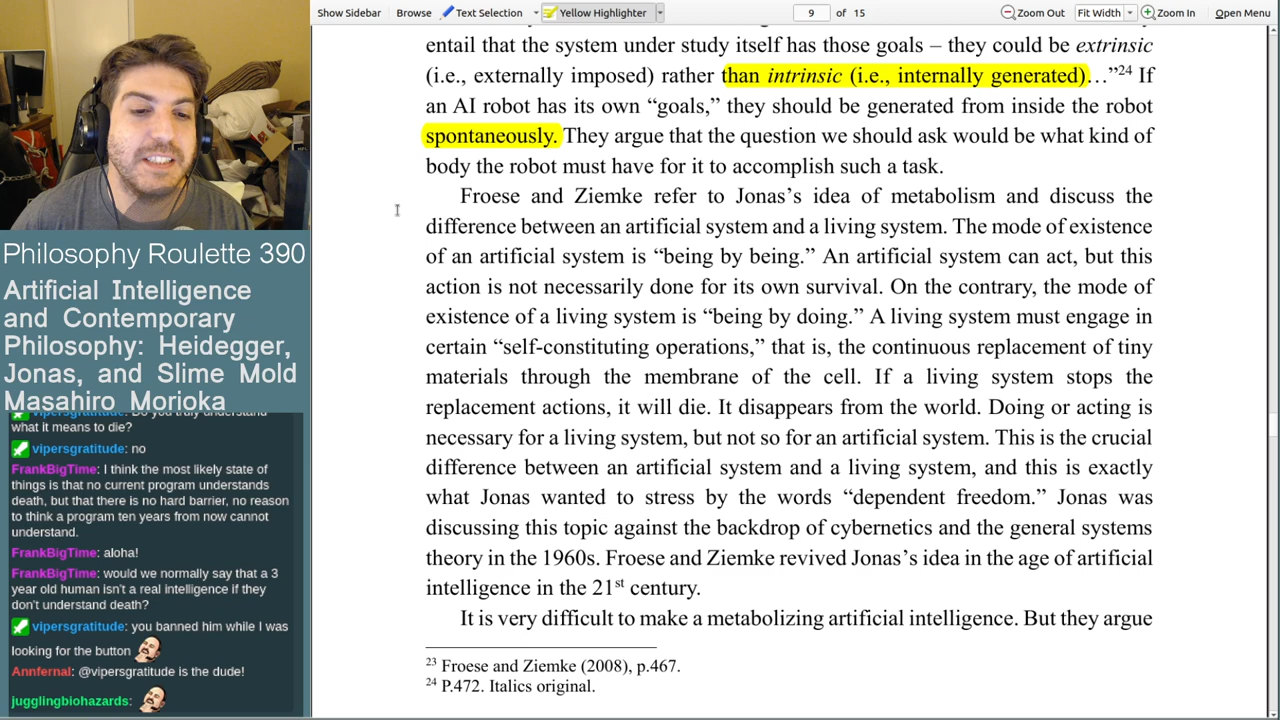 Show Sidebar Browse Text Selection Yellow Highlighter 9 of 15 Zoom Out Fit Width Zoom In Open Menu
entail that the system under study itself has those goals – they could be extrinsic
(i.e., externally imposed) rather than intrinsic (i.e., internally generated)…”24 If
an AI robot has its own “goals,” they should be generated from inside the robot
spontaneously. They argue that the question we should ask would be what kind of
body the robot must have for it to accomplish such a task.
Froese and Ziemke refer to Jonas’s idea of metabolism and discuss the
difference between an artificial system and a living system. The mode of existence
of an artificial system is “being by being.” An artificial system can act, but this
action is not necessarily done for its own survival. On the contrary, the mode of
existence of a living system is “being by doing.” A living system must engage in
certain “self-constituting operations,” that is, the continuous replacement of tiny
materials through the membrane of the cell. If a living system stops the
replacement actions, it will die. It disappears from the world. Doing or acting is
necessary for a living system, but not so for an artificial system. This is the crucial
difference between an artificial system and a living system, and this is exactly
what Jonas wanted to stress by the words “dependent freedom.” Jonas was
discussing this topic against the backdrop of cybernetics and the general systems
theory in the 1960s. Froese and Ziemke revived Jonas’s idea in the age of artificial
intelligence in the 21st century.
It is very difficult to make a metabolizing artificial intelligence. But they argue
23 Froese and Ziemke (2008), p.467.
24 P.472. Italics original.
Philosophy Roulette 390
Artificial Intelligence
and Contemporary
Philosophy: Heidegger,
Jonas, and Slime Mold
Masahiro Morioka
vipersgratitude: Do you truly understand
what it means to die?
vipersgratitude: no
FrankBigTime: I think the most likely state of
things is that no current program understands
death, but that there is no hard barrier, no reason
to think a program ten years from now cannot
understand.
FrankBigTime: aloha!
FrankBigTime: would we normally say that a 3
year old human isn't a real intelligence if they
don't understand death?
vipersgratitude: you banned him while I was
looking for the button
Annfernal: @vipersgratitude is the dude!
jugglingbiohazards: